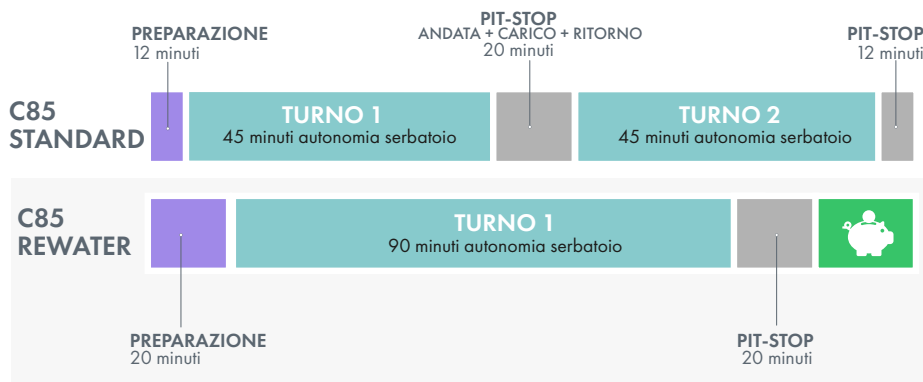 PREPARAZIONE
12 minuti
PIT-STOP
ANDATA + CARICO + RITORNO
20 minuti
PIT-STOP
12 minuti
C85
STANDARD
TURNO 1
45 minuti autonomia serbatoio
TURNO 2
45 minuti autonomia serbatoio
C85
REWATER
TURNO 1
90 minuti autonomia serbatoio
PREPARAZIONE
20 minuti
PIT-STOP
20 minuti